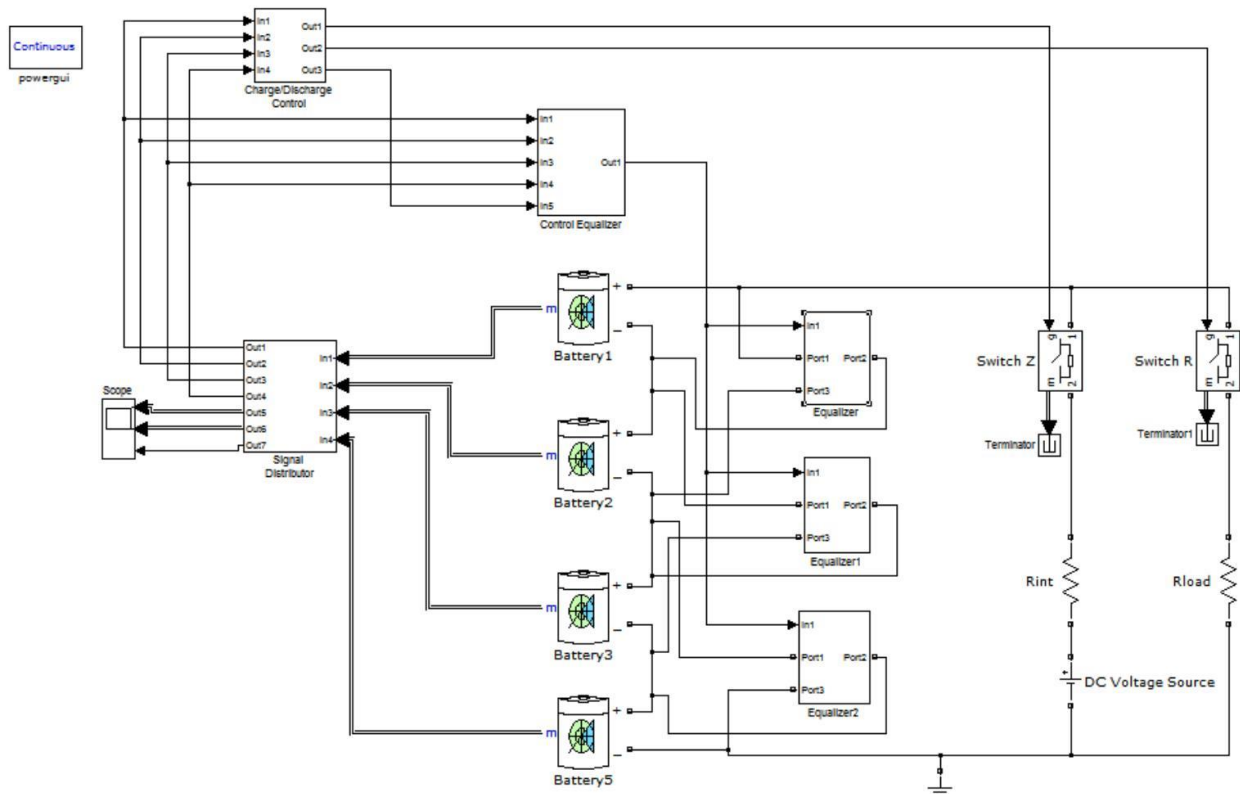 Continuous
powergui
In1
In2
In3
In4
Out1
Out2
Out3
Charge/Discharge
Control
In1
In2
In3
In4
In5
Out1
Control Equalizer
Scope
Out1
Out2
Out3
Out4
Out5
Out6
Out7
In1
In2
In3
In4
Signal
Distributor
m
+
−
Battery1
m
+
−
Battery2
m
+
−
Battery3
m
+
−
Battery5
In1
Port1
Port2
Port3
Equalizer
In1
Port1
Port2
Port3
Equalizer1
In1
Port1
Port2
Port3
Equalizer2
Switch Z
g
1
m
2
Terminator
Rint
+
DC Voltage Source
Switch R
g
1
m
2
Terminator1
Rload